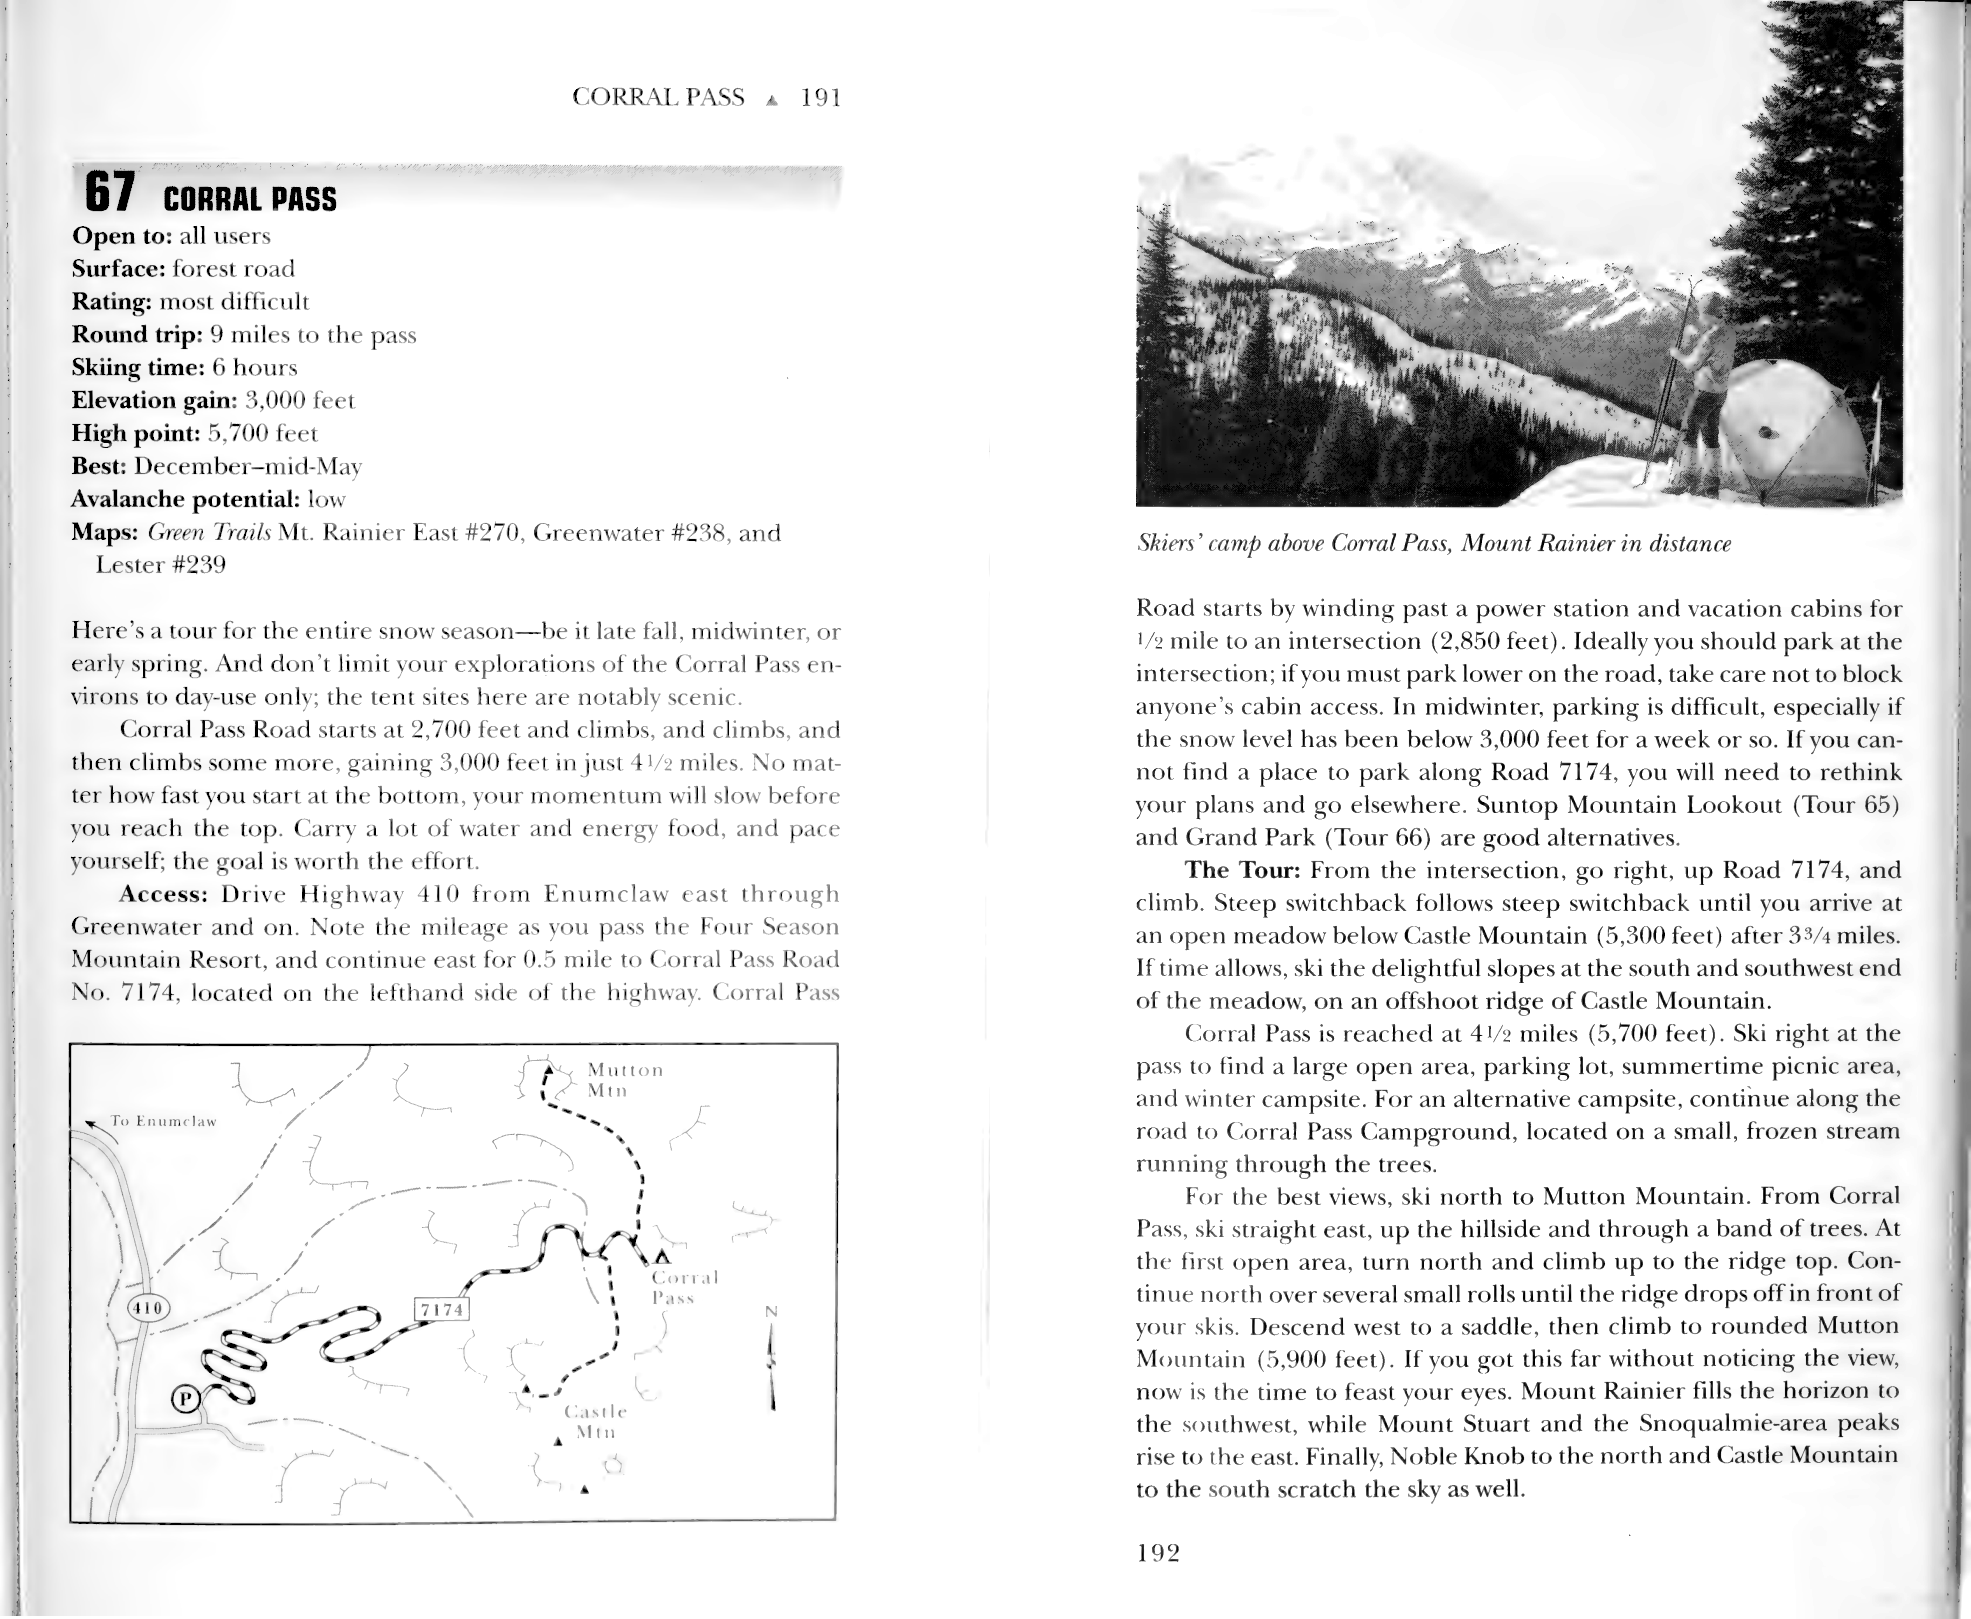 CORRAL PASS ▲ 191
67 CORRAL PASS
Open to: all users
Surface: forest road
Rating: most difficult
Round trip: 9 miles to the pass
Skiing time: 6 hours
Elevation gain: 3,000 feet
High point: 5,700 feet
Best: December–mid-May
Avalanche potential: low
Maps: Green Trails Mt. Rainier East #270, Greenwater #238, and
Lester #239
Here's a tour for the entire snow season—be it late fall, midwinter, or
early spring. And don't limit your explorations of the Corral Pass en-
virons to day-use only; the tent sites here are notably scenic.
Corral Pass Road starts at 2,700 feet and climbs, and climbs, and
then climbs some more, gaining 3,000 feet in just 4 1/2 miles. No mat-
ter how fast you start at the bottom, your momentum will slow before
you reach the top. Carry a lot of water and energy food, and pace
yourself; the goal is worth the effort.
Access: Drive Highway 410 from Enumclaw east through
Greenwater and on. Note the mileage as you pass the Four Season
Mountain Resort, and continue east for 0.5 mile to Corral Pass Road
No. 7174, located on the lefthand side of the highway. Corral Pass
Mutton
Mtn
To Enumclaw
Corral
Pass
410
7174
N
P
Castle
Mtn
Skiers' camp above Corral Pass, Mount Rainier in distance
Road starts by winding past a power station and vacation cabins for
1/2 mile to an intersection (2,850 feet). Ideally you should park at the
intersection; if you must park lower on the road, take care not to block
anyone's cabin access. In midwinter, parking is difficult, especially if
the snow level has been below 3,000 feet for a week or so. If you can-
not find a place to park along Road 7174, you will need to rethink
your plans and go elsewhere. Suntop Mountain Lookout (Tour 65)
and Grand Park (Tour 66) are good alternatives.
The Tour: From the intersection, go right, up Road 7174, and
climb. Steep switchback follows steep switchback until you arrive at
an open meadow below Castle Mountain (5,300 feet) after 3 3/4 miles.
If time allows, ski the delightful slopes at the south and southwest end
of the meadow, on an offshoot ridge of Castle Mountain.
Corral Pass is reached at 4 1/2 miles (5,700 feet). Ski right at the
pass to find a large open area, parking lot, summertime picnic area,
and winter campsite. For an alternative campsite, continue along the
road to Corral Pass Campground, located on a small, frozen stream
running through the trees.
For the best views, ski north to Mutton Mountain. From Corral
Pass, ski straight east, up the hillside and through a band of trees. At
the first open area, turn north and climb up to the ridge top. Con-
tinue north over several small rolls until the ridge drops off in front of
your skis. Descend west to a saddle, then climb to rounded Mutton
Mountain (5,900 feet). If you got this far without noticing the view,
now is the time to feast your eyes. Mount Rainier fills the horizon to
the southwest, while Mount Stuart and the Snoqualmie-area peaks
rise to the east. Finally, Noble Knob to the north and Castle Mountain
to the south scratch the sky as well.
192